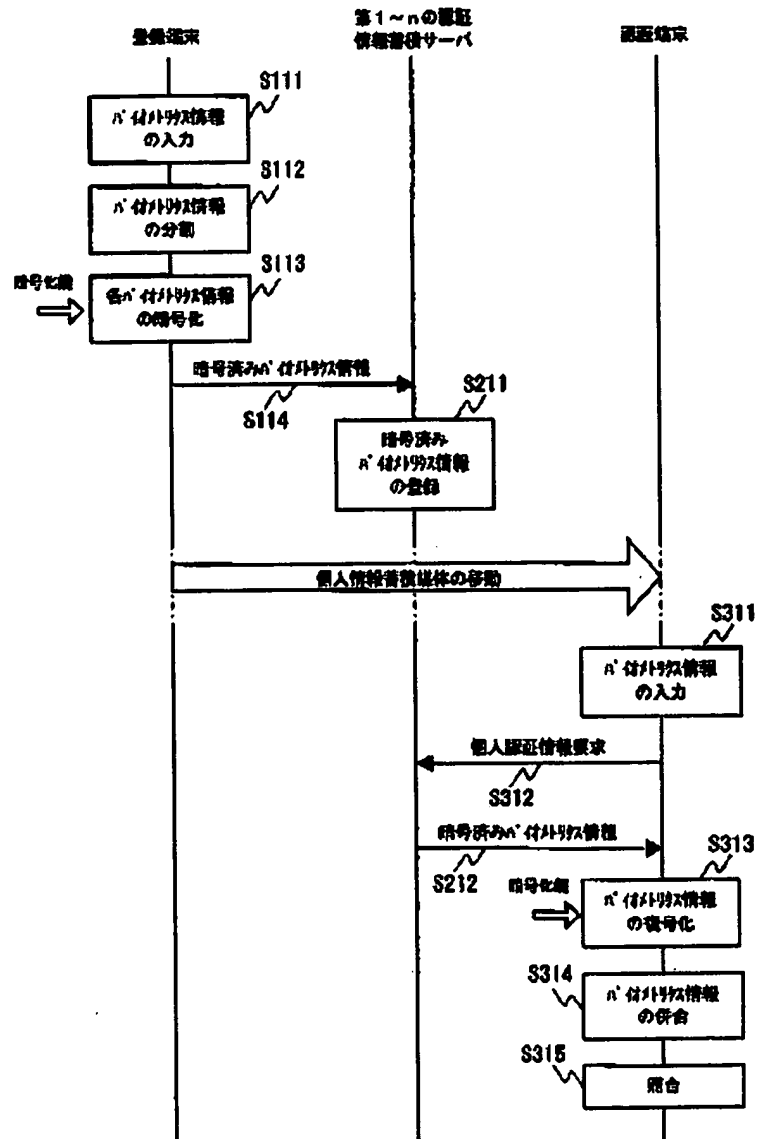 登録端末
第1~nの認証
情報蓄積サーバ
認証端末
S111
バイオメトリクス情報
の入力
S112
バイオメトリクス情報
の分割
S113
暗号化鍵
各バイオメトリクス情報
の暗号化
暗号済みバイオメトリクス情報
S114
S211
暗号済み
バイオメトリクス情報
の登録
個人情報蓄積媒体の移動
S311
バイオメトリクス情報
の入力
個人認証情報要求
S312
暗号済みバイオメトリクス情報
S212
S313
暗号化鍵
バイオメトリクス情報
の復号化
S314
バイオメトリクス情報
の併合
S315
照合